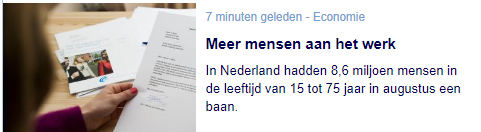 7 minuten geleden - Economie
Meer mensen aan het werk
In Nederland hadden 8,6 miljoen mensen in
de leeftijd van 15 tot 75 jaar in augustus een
baan.